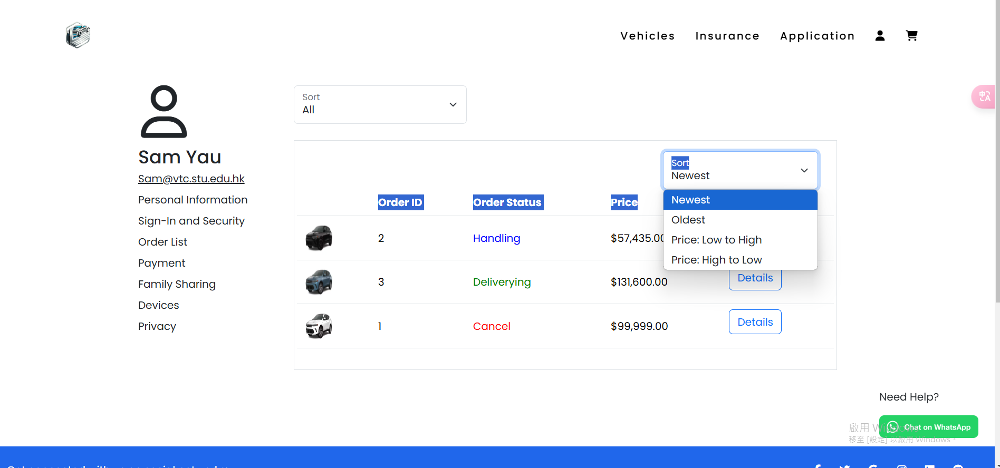 Vehicles Insurance Application
Sort
All
Sam Yau
Sam@vtc.stu.edu.hk
Personal Information
Sign-In and Security
Order List
Payment
Family Sharing
Devices
Privacy
Sort
Newest
Newest
Oldest
Price: Low to High
Price: High to Low
Order ID Order Status Price
2 Handling $57,435.00
3 Deliverying $131,600.00 Details
1 Cancel $99,999.00 Details
Need Help?
Chat on WhatsApp
啟用 Windows
移至 [設定] 以啟用 Windows。